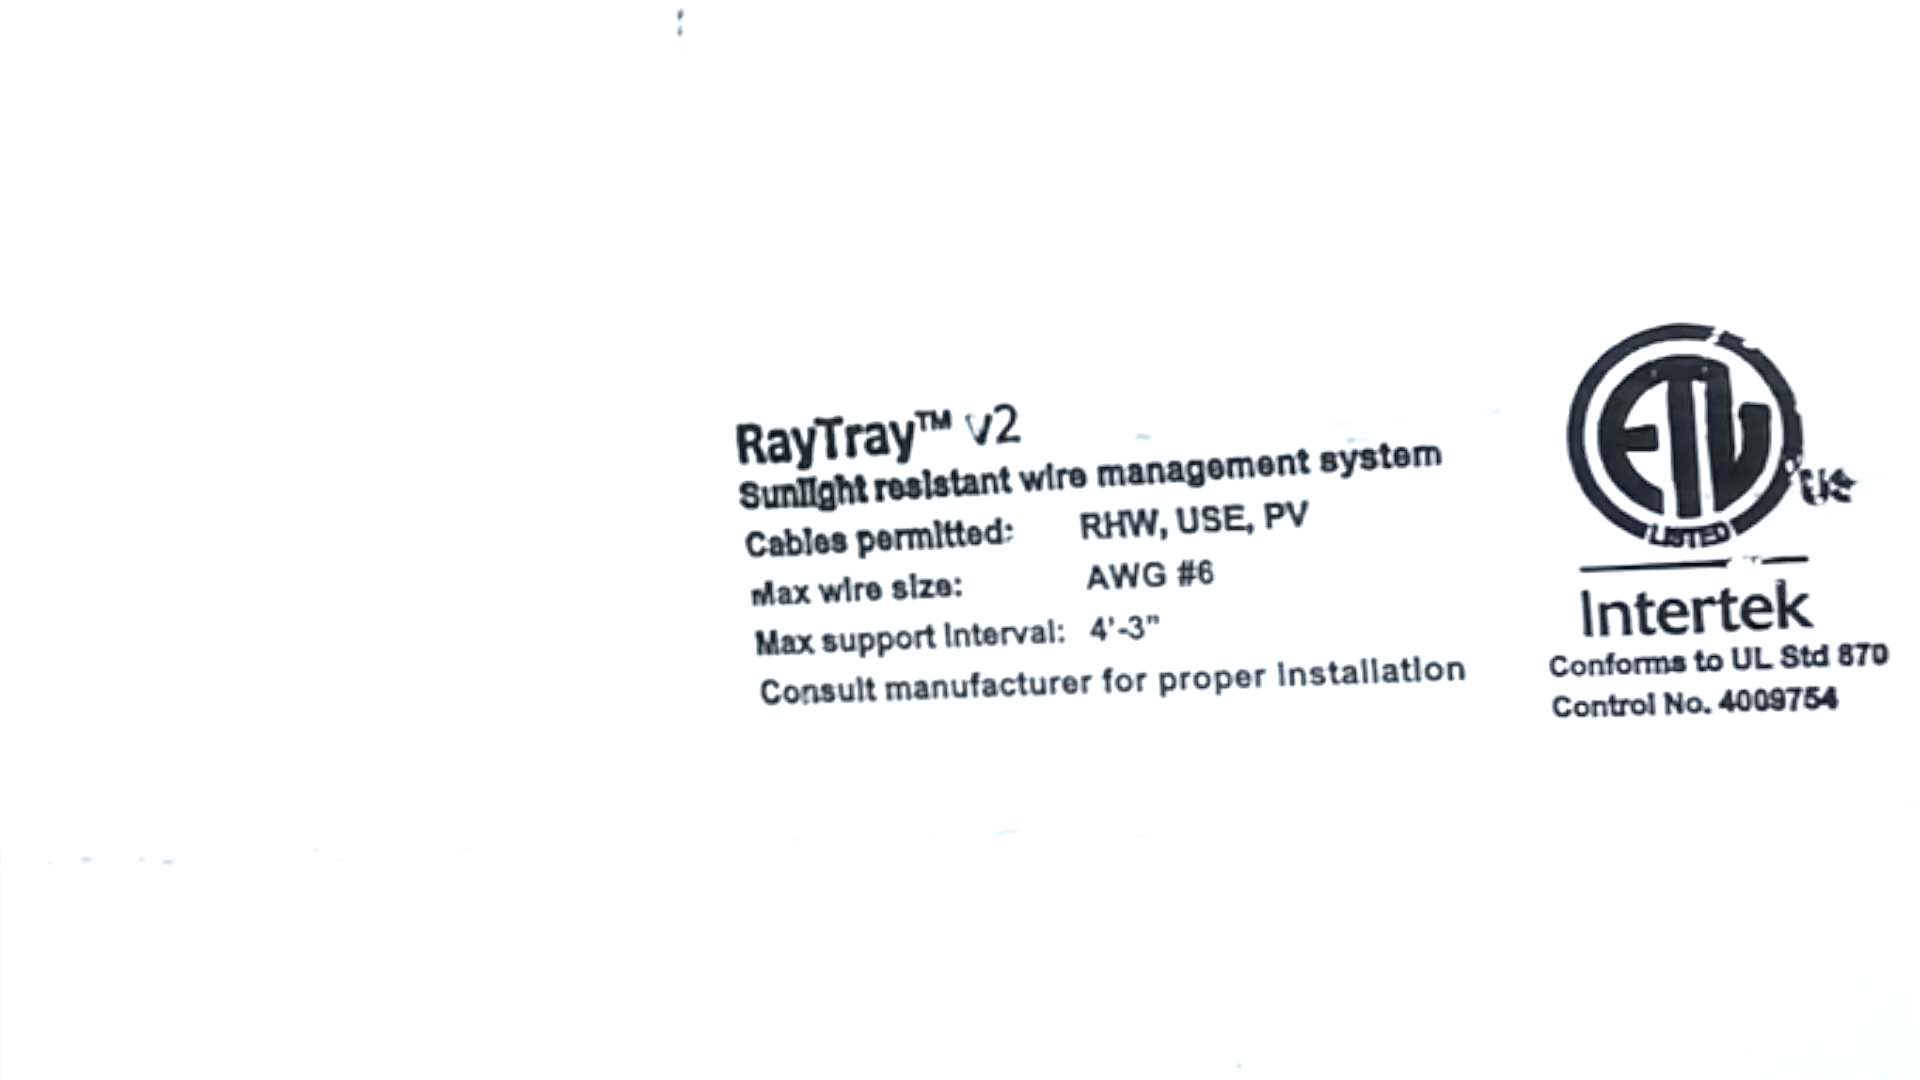 RayTray™ v2
Sunlight resistant wire management system
Cables permitted: RHW, USE, PV
Max wire size: AWG #6
Max support Interval: 4'-3"
Consult manufacturer for proper Installation
ETL
US
LISTED
Intertek
Conforms to UL Std 870
Control No. 4009754